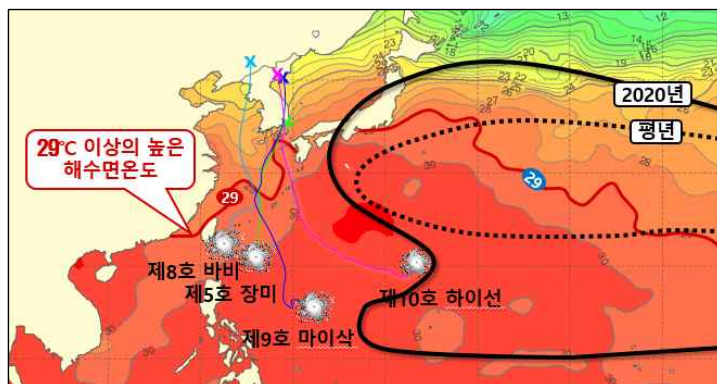 2020년
평년
29℃ 이상의 높은
해수면온도
29
29
제8호 바비
제5호 장미
제10호 하이선
제9호 마이삭